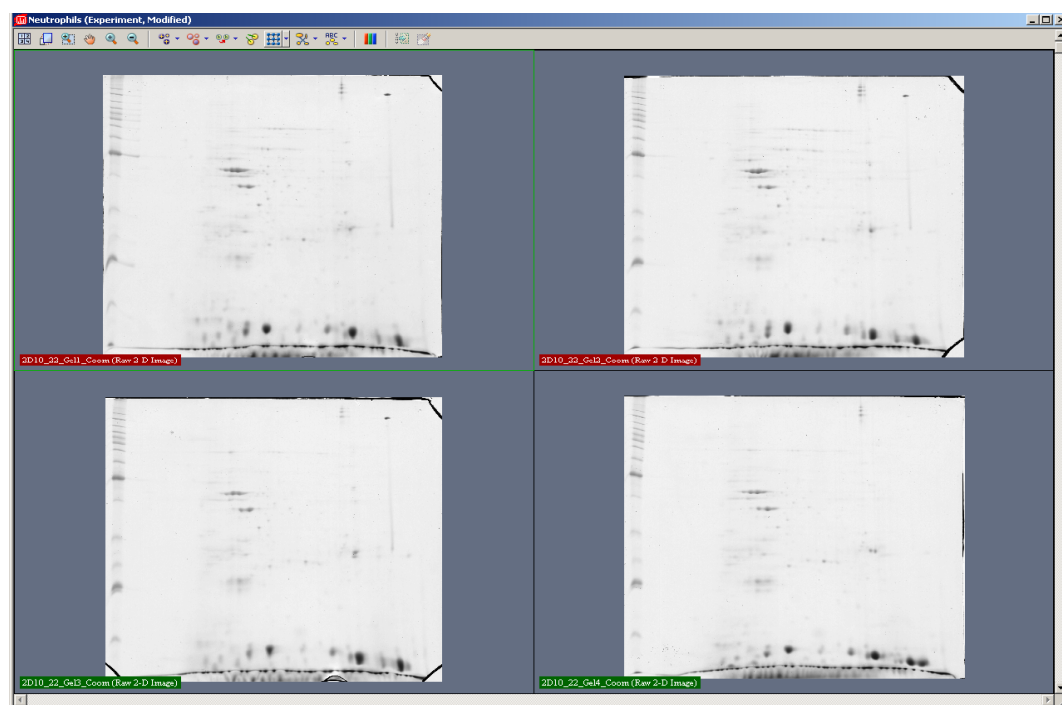 Neutrophils (Experiment, Modified)
ABC
2D10_22_Gel1_Coom (Raw 2-D Image)
2D10_22_Gel2_Coom (Raw 2-D Image)
2D10_22_Gel3_Coom (Raw 2-D Image)
2D10_22_Gel4_Coom (Raw 2-D Image)